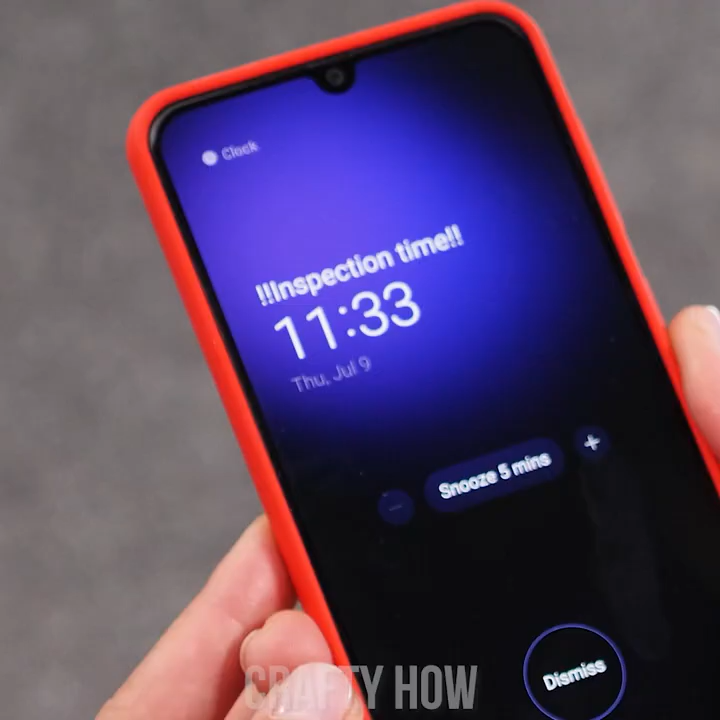 Clock
!!Inspection time!!
11:33
Thu, Jul 9
Snooze 5 mins
Dismiss
CRAFTY HOW